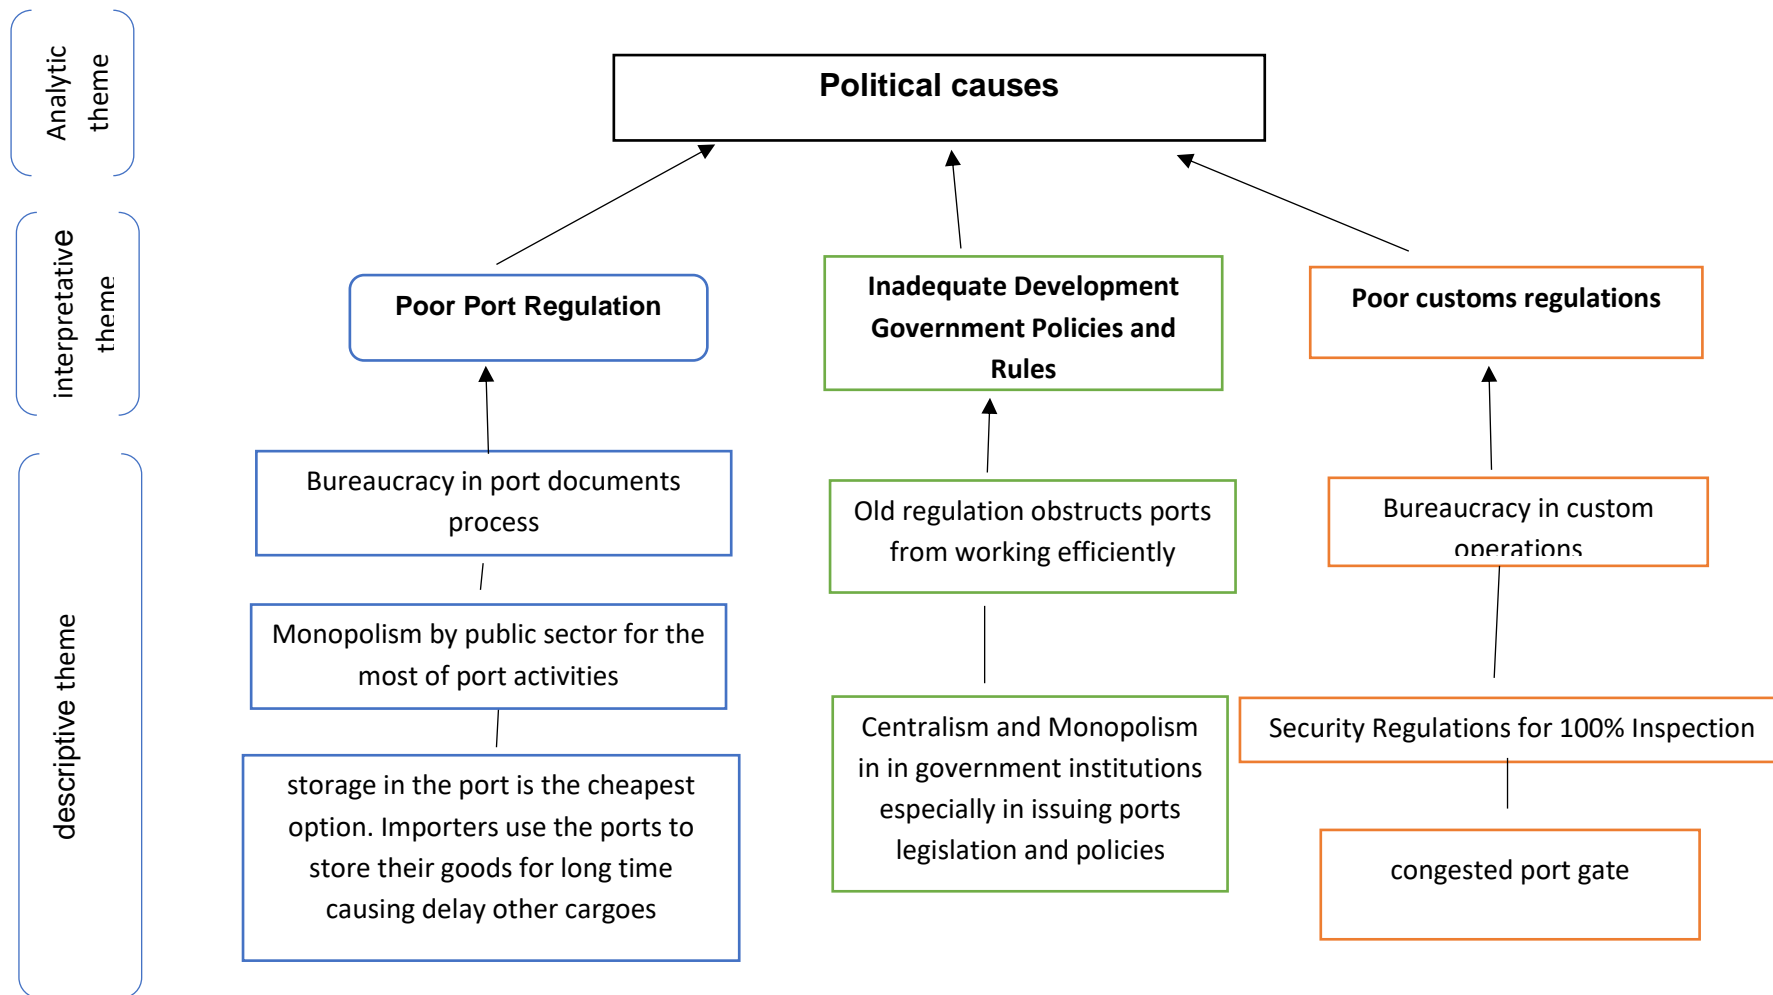 Analytic
theme
Political causes
interpretative
theme
Poor Port Regulation
Inadequate Development
Government Policies and
Rules
Poor customs regulations
descriptive theme
Bureaucracy in port documents
process
Monopolism by public sector for the
most of port activities
storage in the port is the cheapest
option. Importers use the ports to
store their goods for long time
causing delay other cargoes
Old regulation obstructs ports
from working efficiently
Centralism and Monopolism
in in government institutions
especially in issuing ports
legislation and policies
Bureaucracy in custom
operations
Security Regulations for 100% Inspection
congested port gate